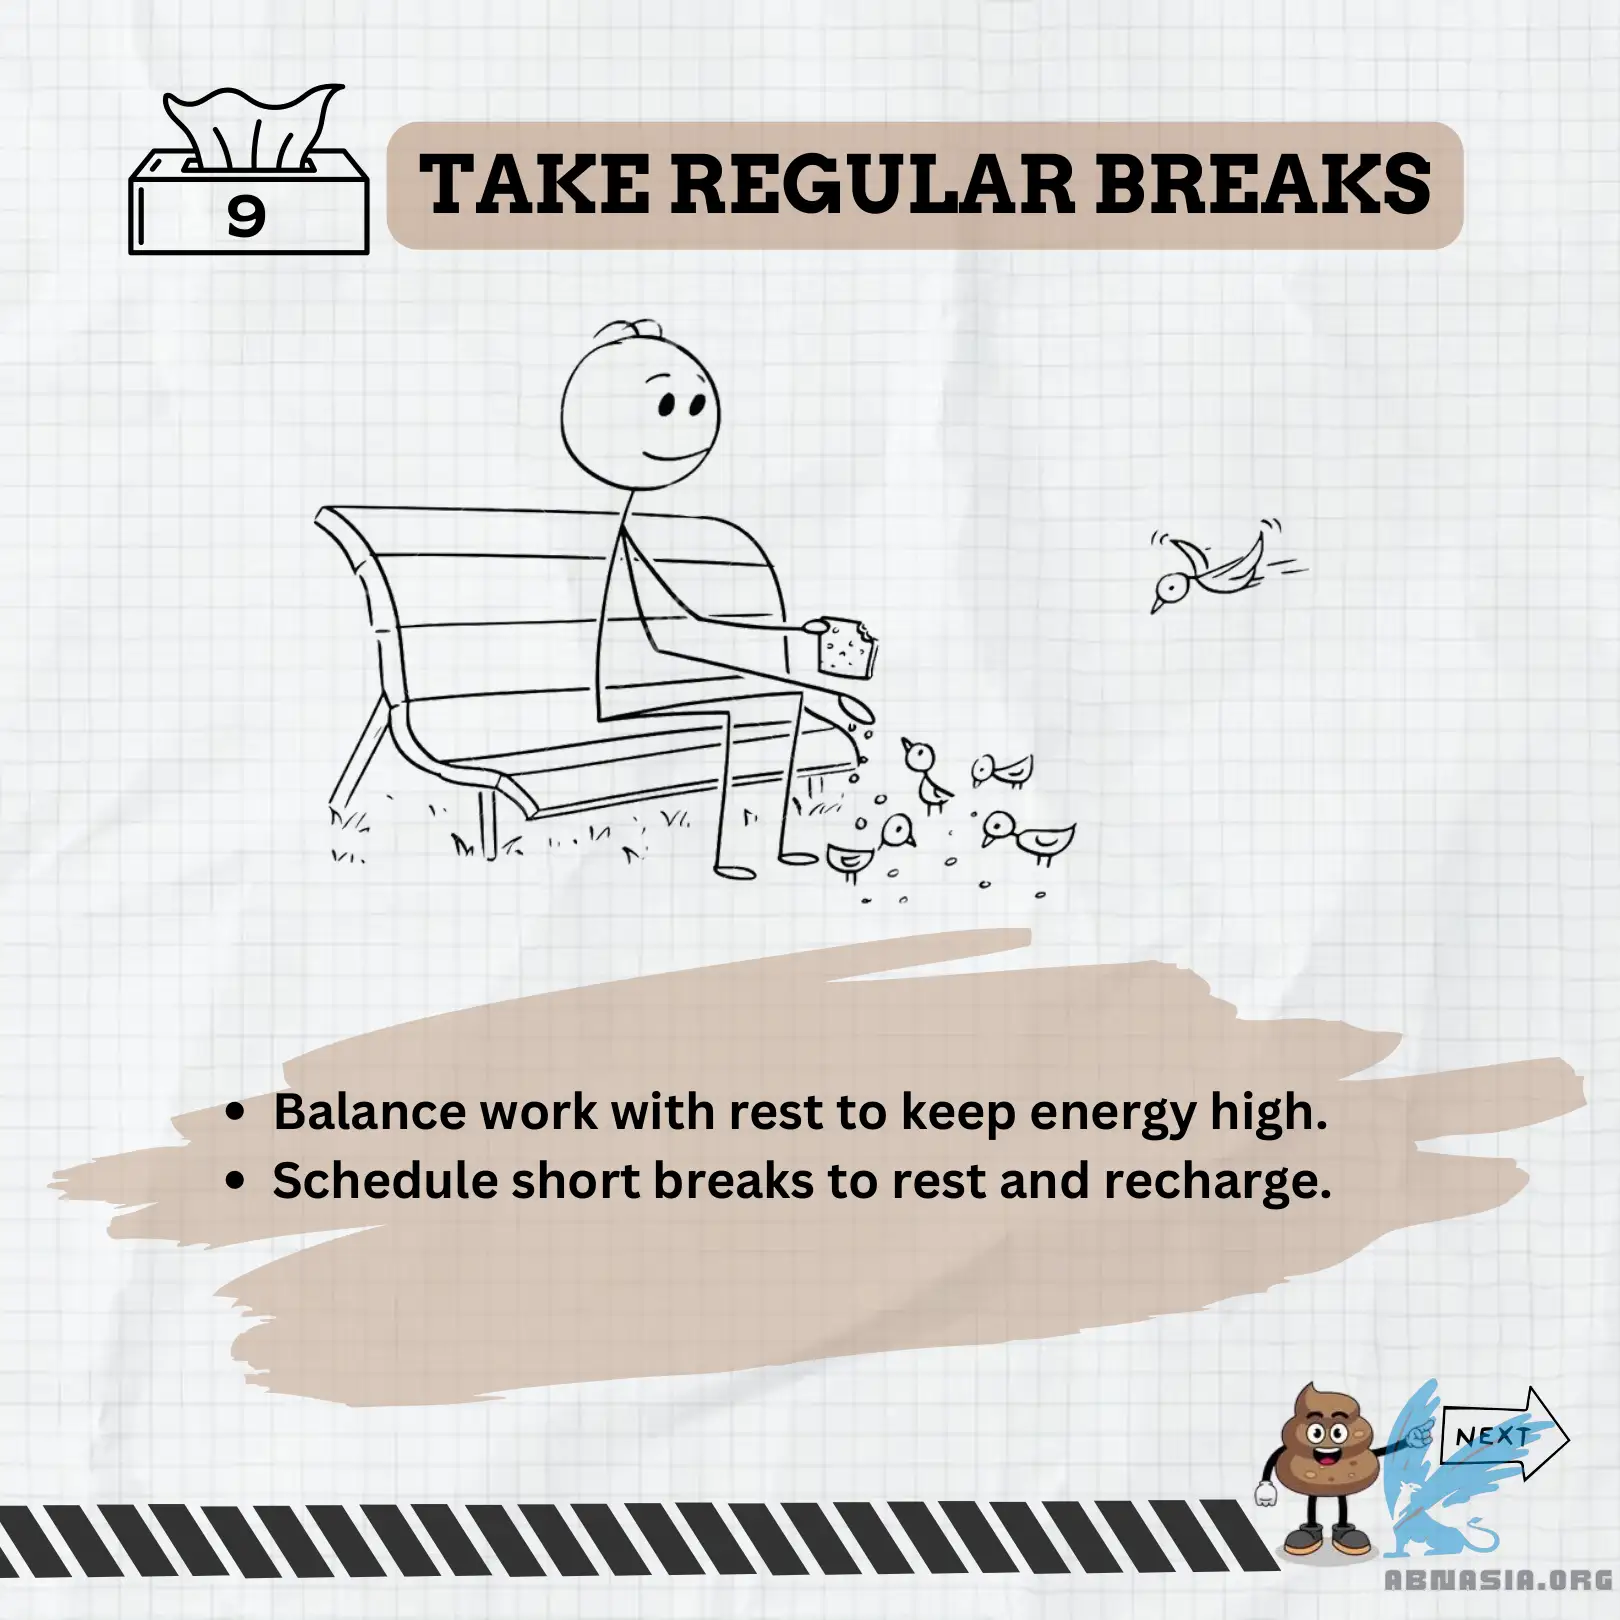 9
TAKE REGULAR BREAKS
• Balance work with rest to keep energy high.
• Schedule short breaks to rest and recharge.
NEXT
ABNASIA.ORG